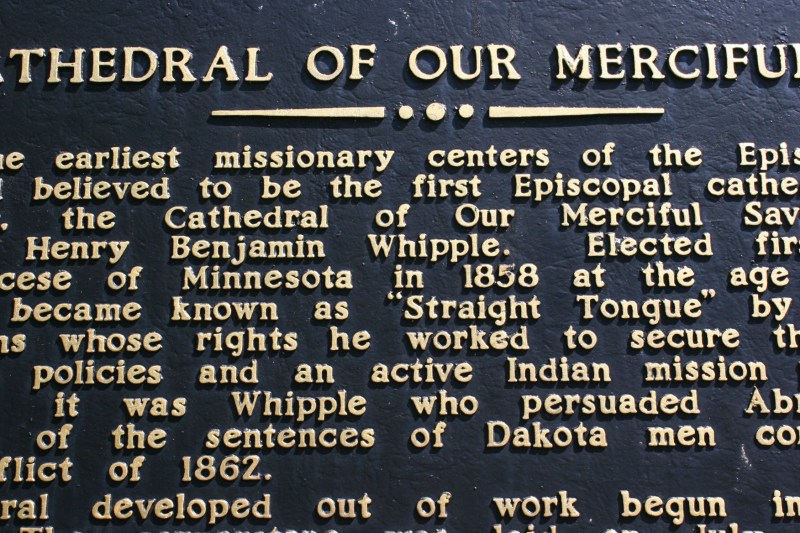 ATHEDRAL OF OUR MERCIFUL
he earliest missionary centers of the Epis
d believed to be the first Episcopal cathe
, the Cathedral of Our Merciful Sav
Henry Benjamin Whipple. Elected firs
cese of Minnesota in 1858 at the age
became known as "Straight Tongue" by
ns whose rights he worked to secure th
policies and an active Indian mission
it was Whipple who persuaded Abr
of the sentences of Dakota men con
flict of 1862.
ral developed out of work begun in